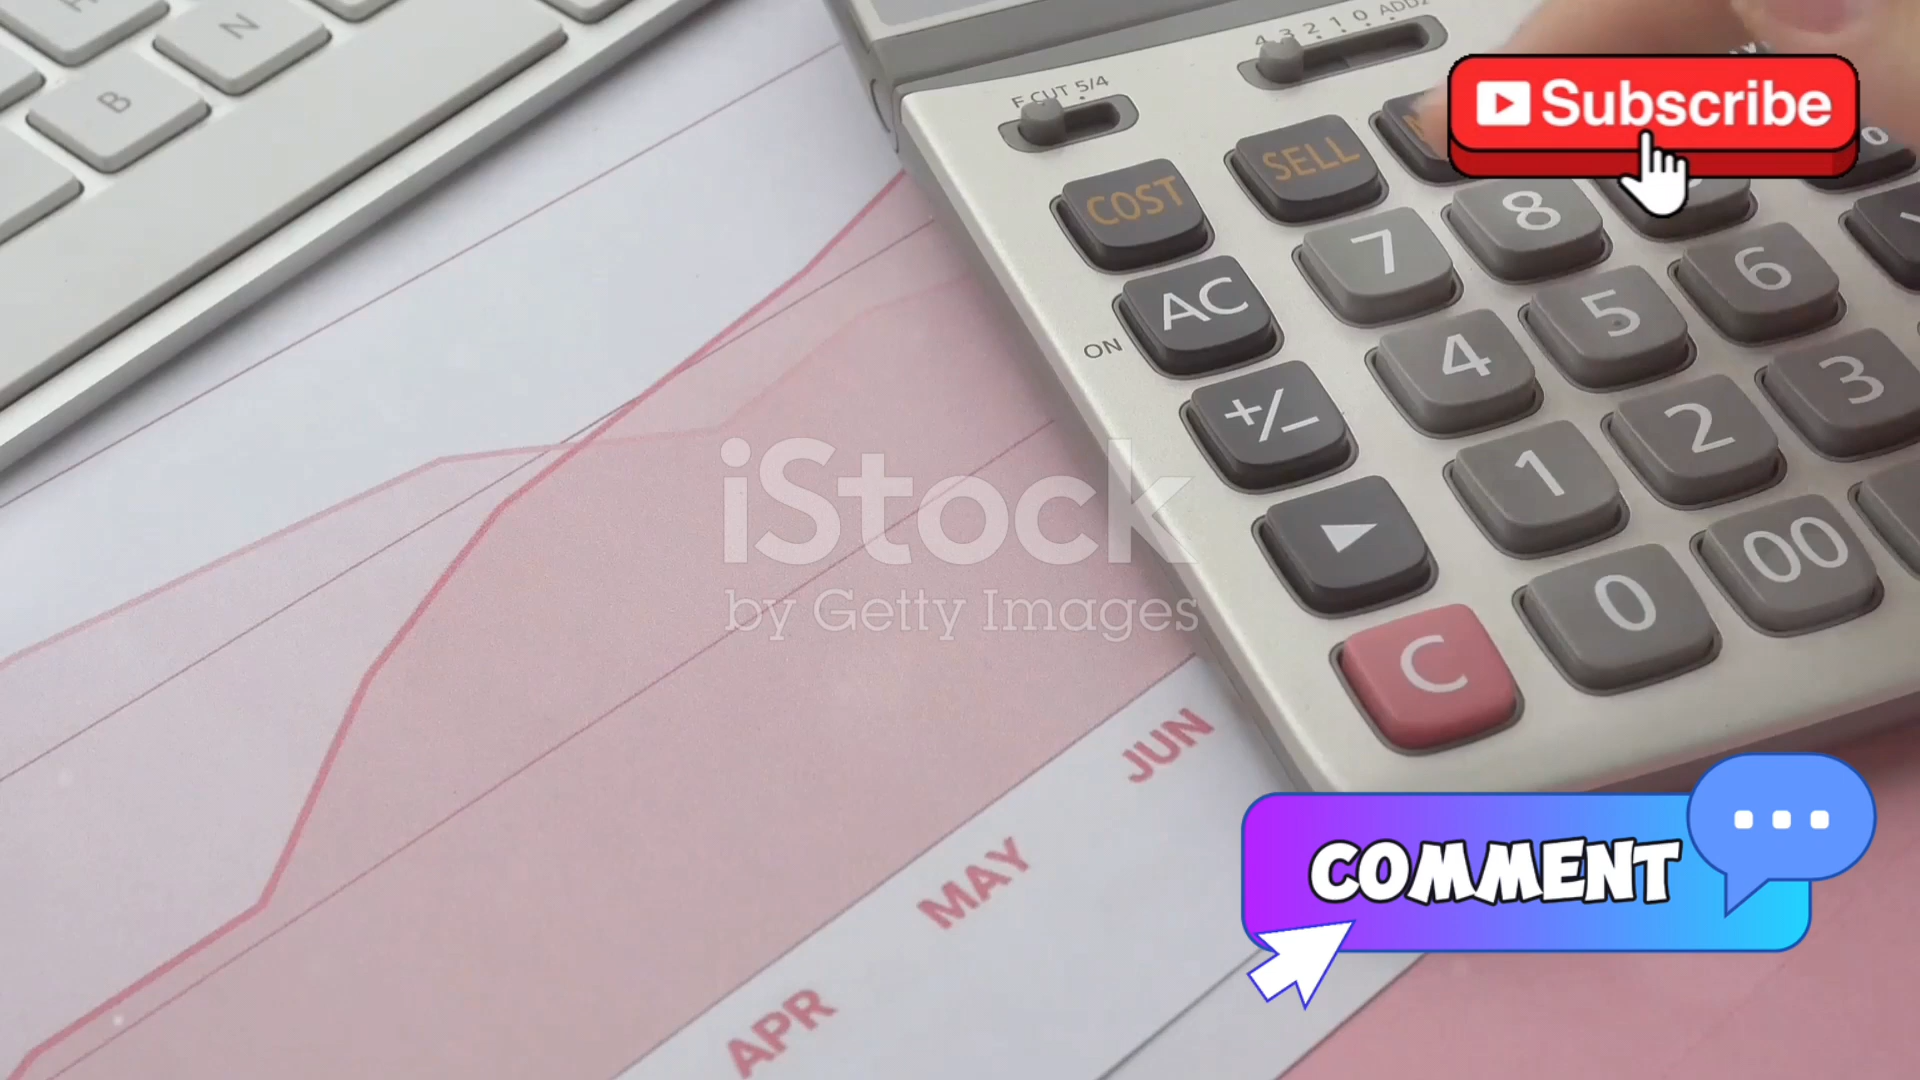 N
B
4 3 2 1 0 ADD2
F CUT 5/4
Subscribe
COST
SELL
7
8
AC
4
5
6
ON
+/-
1
2
3
0
00
C
iStock
by Getty Images
JUN
MAY
APR
COMMENT